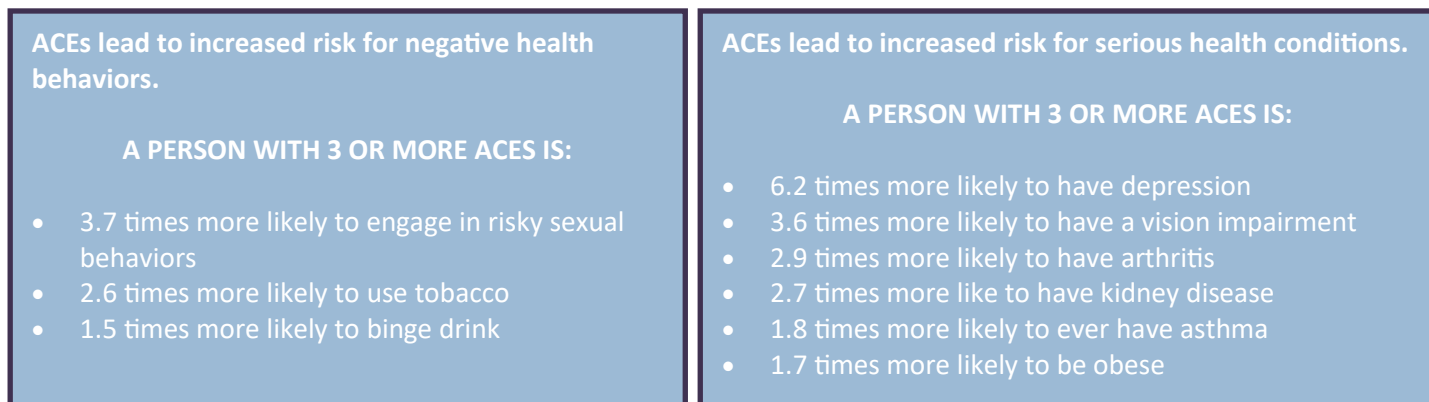 ACEs lead to increased risk for negative health
behaviors.
A PERSON WITH 3 OR MORE ACES IS:
• 3.7 times more likely to engage in risky sexual
behaviors
• 2.6 times more likely to use tobacco
• 1.5 times more likely to binge drink
ACEs lead to increased risk for serious health conditions.
A PERSON WITH 3 OR MORE ACES IS:
• 6.2 times more likely to have depression
• 3.6 times more likely to have a vision impairment
• 2.9 times more likely to have arthritis
• 2.7 times more like to have kidney disease
• 1.8 times more likely to ever have asthma
• 1.7 times more likely to be obese